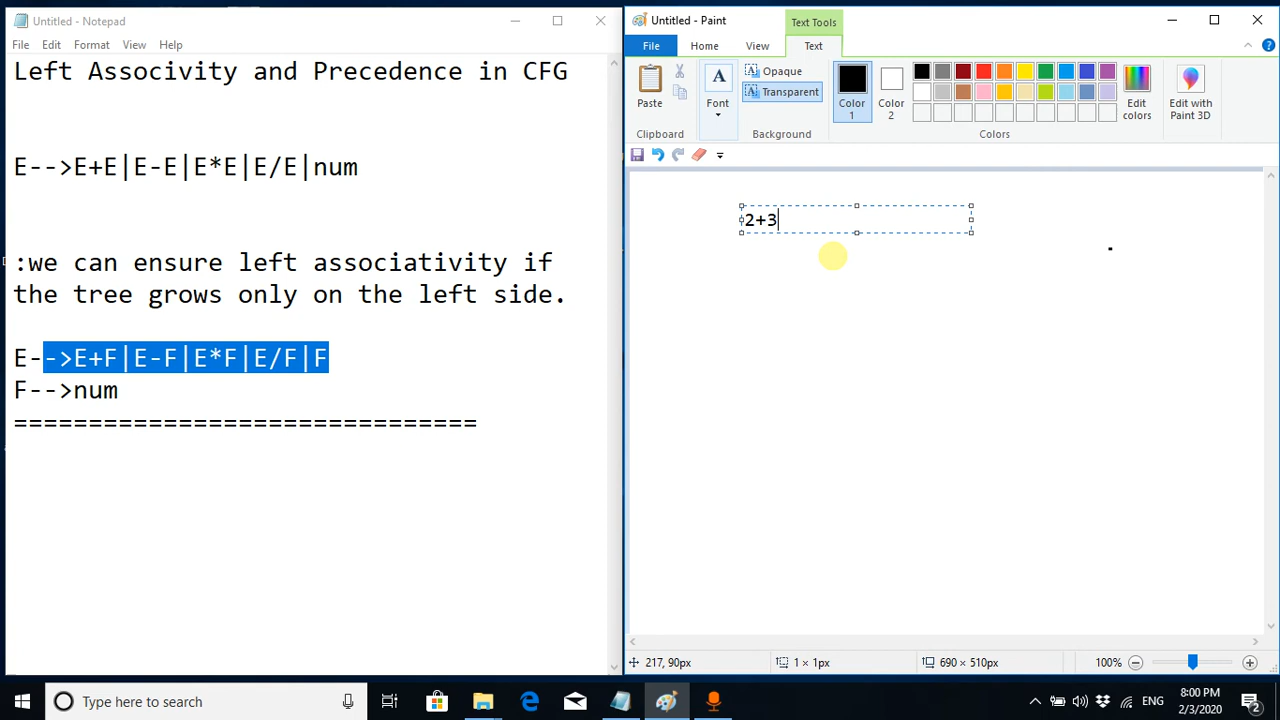 Untitled - Notepad
File Edit Format View Help
Left Associvity and Precedence in CFG
E-->E+E|E-E|E*E|E/E|num
:we can ensure left associativity if
the tree grows only on the left side.
E-->E+F|E-F|E*F|E/F|F
F-->num
===============================
Untitled - Paint
Text Tools
File Home View Text
Paste
Clipboard
A
Font
Opaque
Transparent
Background
Color
1
Color
2
Edit
colors
Edit with
Paint 3D
Colors
2+3
217, 90px
1 × 1px
690 × 510px
100%
Type here to search
ENG
8:00 PM
2/3/2020
2